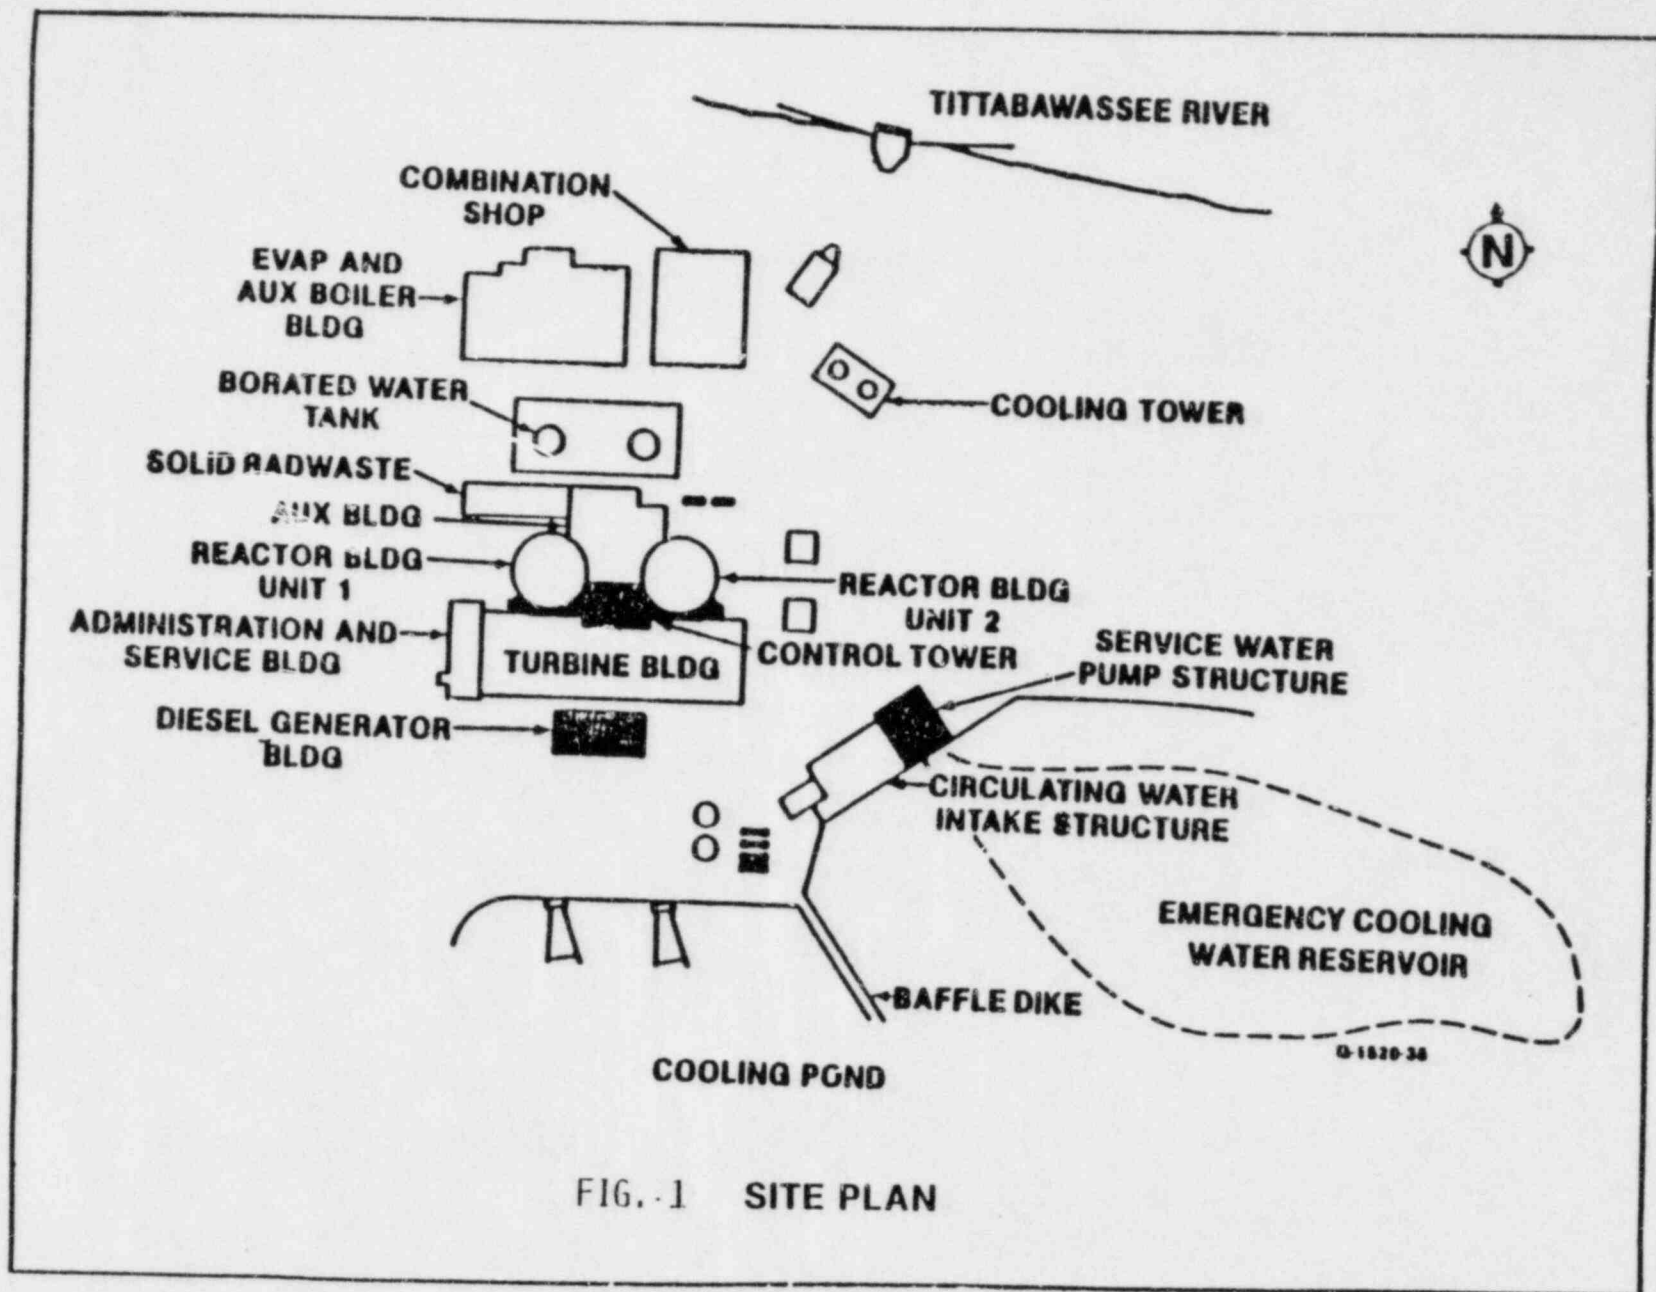 TITTABAWASSEE RIVER
COMBINATION
SHOP
N
EVAP AND
AUX BOILER
BLDG
BORATED WATER
TANK
COOLING TOWER
SOLID RADWASTE
AUX BLDG
REACTOR BLDG
UNIT 1
REACTOR BLDG
UNIT 2
ADMINISTRATION AND
SERVICE BLDG
TURBINE BLDG
CONTROL TOWER
SERVICE WATER
PUMP STRUCTURE
DIESEL GENERATOR
BLDG
CIRCULATING WATER
INTAKE STRUCTURE
EMERGENCY COOLING
WATER RESERVOIR
BAFFLE DIKE
G-1520-38
COOLING POND
FIG. 1 SITE PLAN